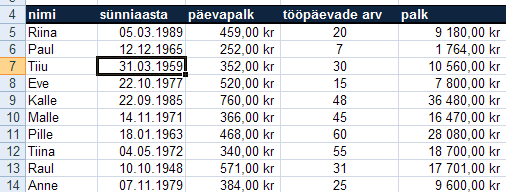 4 nimi sünniaasta päevapalk tööpäevade arv palk
5 Riina 05.03.1989 459,00 kr 20 9 180,00 kr
6 Paul 12.12.1965 252,00 kr 7 1 764,00 kr
7 Tiiu 31.03.1959 352,00 kr 30 10 560,00 kr
8 Eve 22.10.1977 520,00 kr 15 7 800,00 kr
9 Kalle 22.09.1985 760,00 kr 48 36 480,00 kr
10 Malle 14.11.1971 366,00 kr 45 16 470,00 kr
11 Pille 18.01.1963 468,00 kr 60 28 080,00 kr
12 Tiina 04.05.1972 340,00 kr 55 18 700,00 kr
13 Raul 10.10.1948 571,00 kr 31 17 701,00 kr
14 Anne 07.11.1979 384,00 kr 25 9 600,00 kr